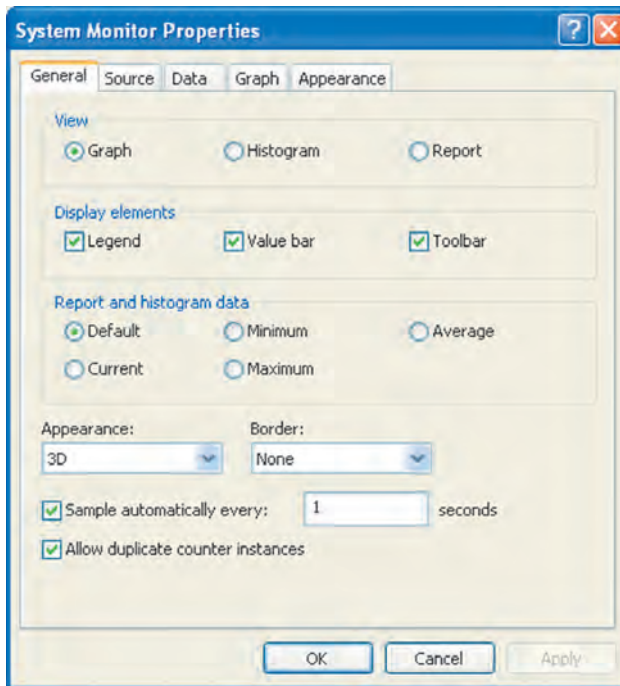 System Monitor Properties
General Source Data Graph Appearance
View
Graph Histogram Report
Display elements
Legend Value bar Toolbar
Report and histogram data
Default Minimum Average
Current Maximum
Appearance: Border:
3D None
Sample automatically every: 1 seconds
Allow duplicate counter instances
OK Cancel Apply